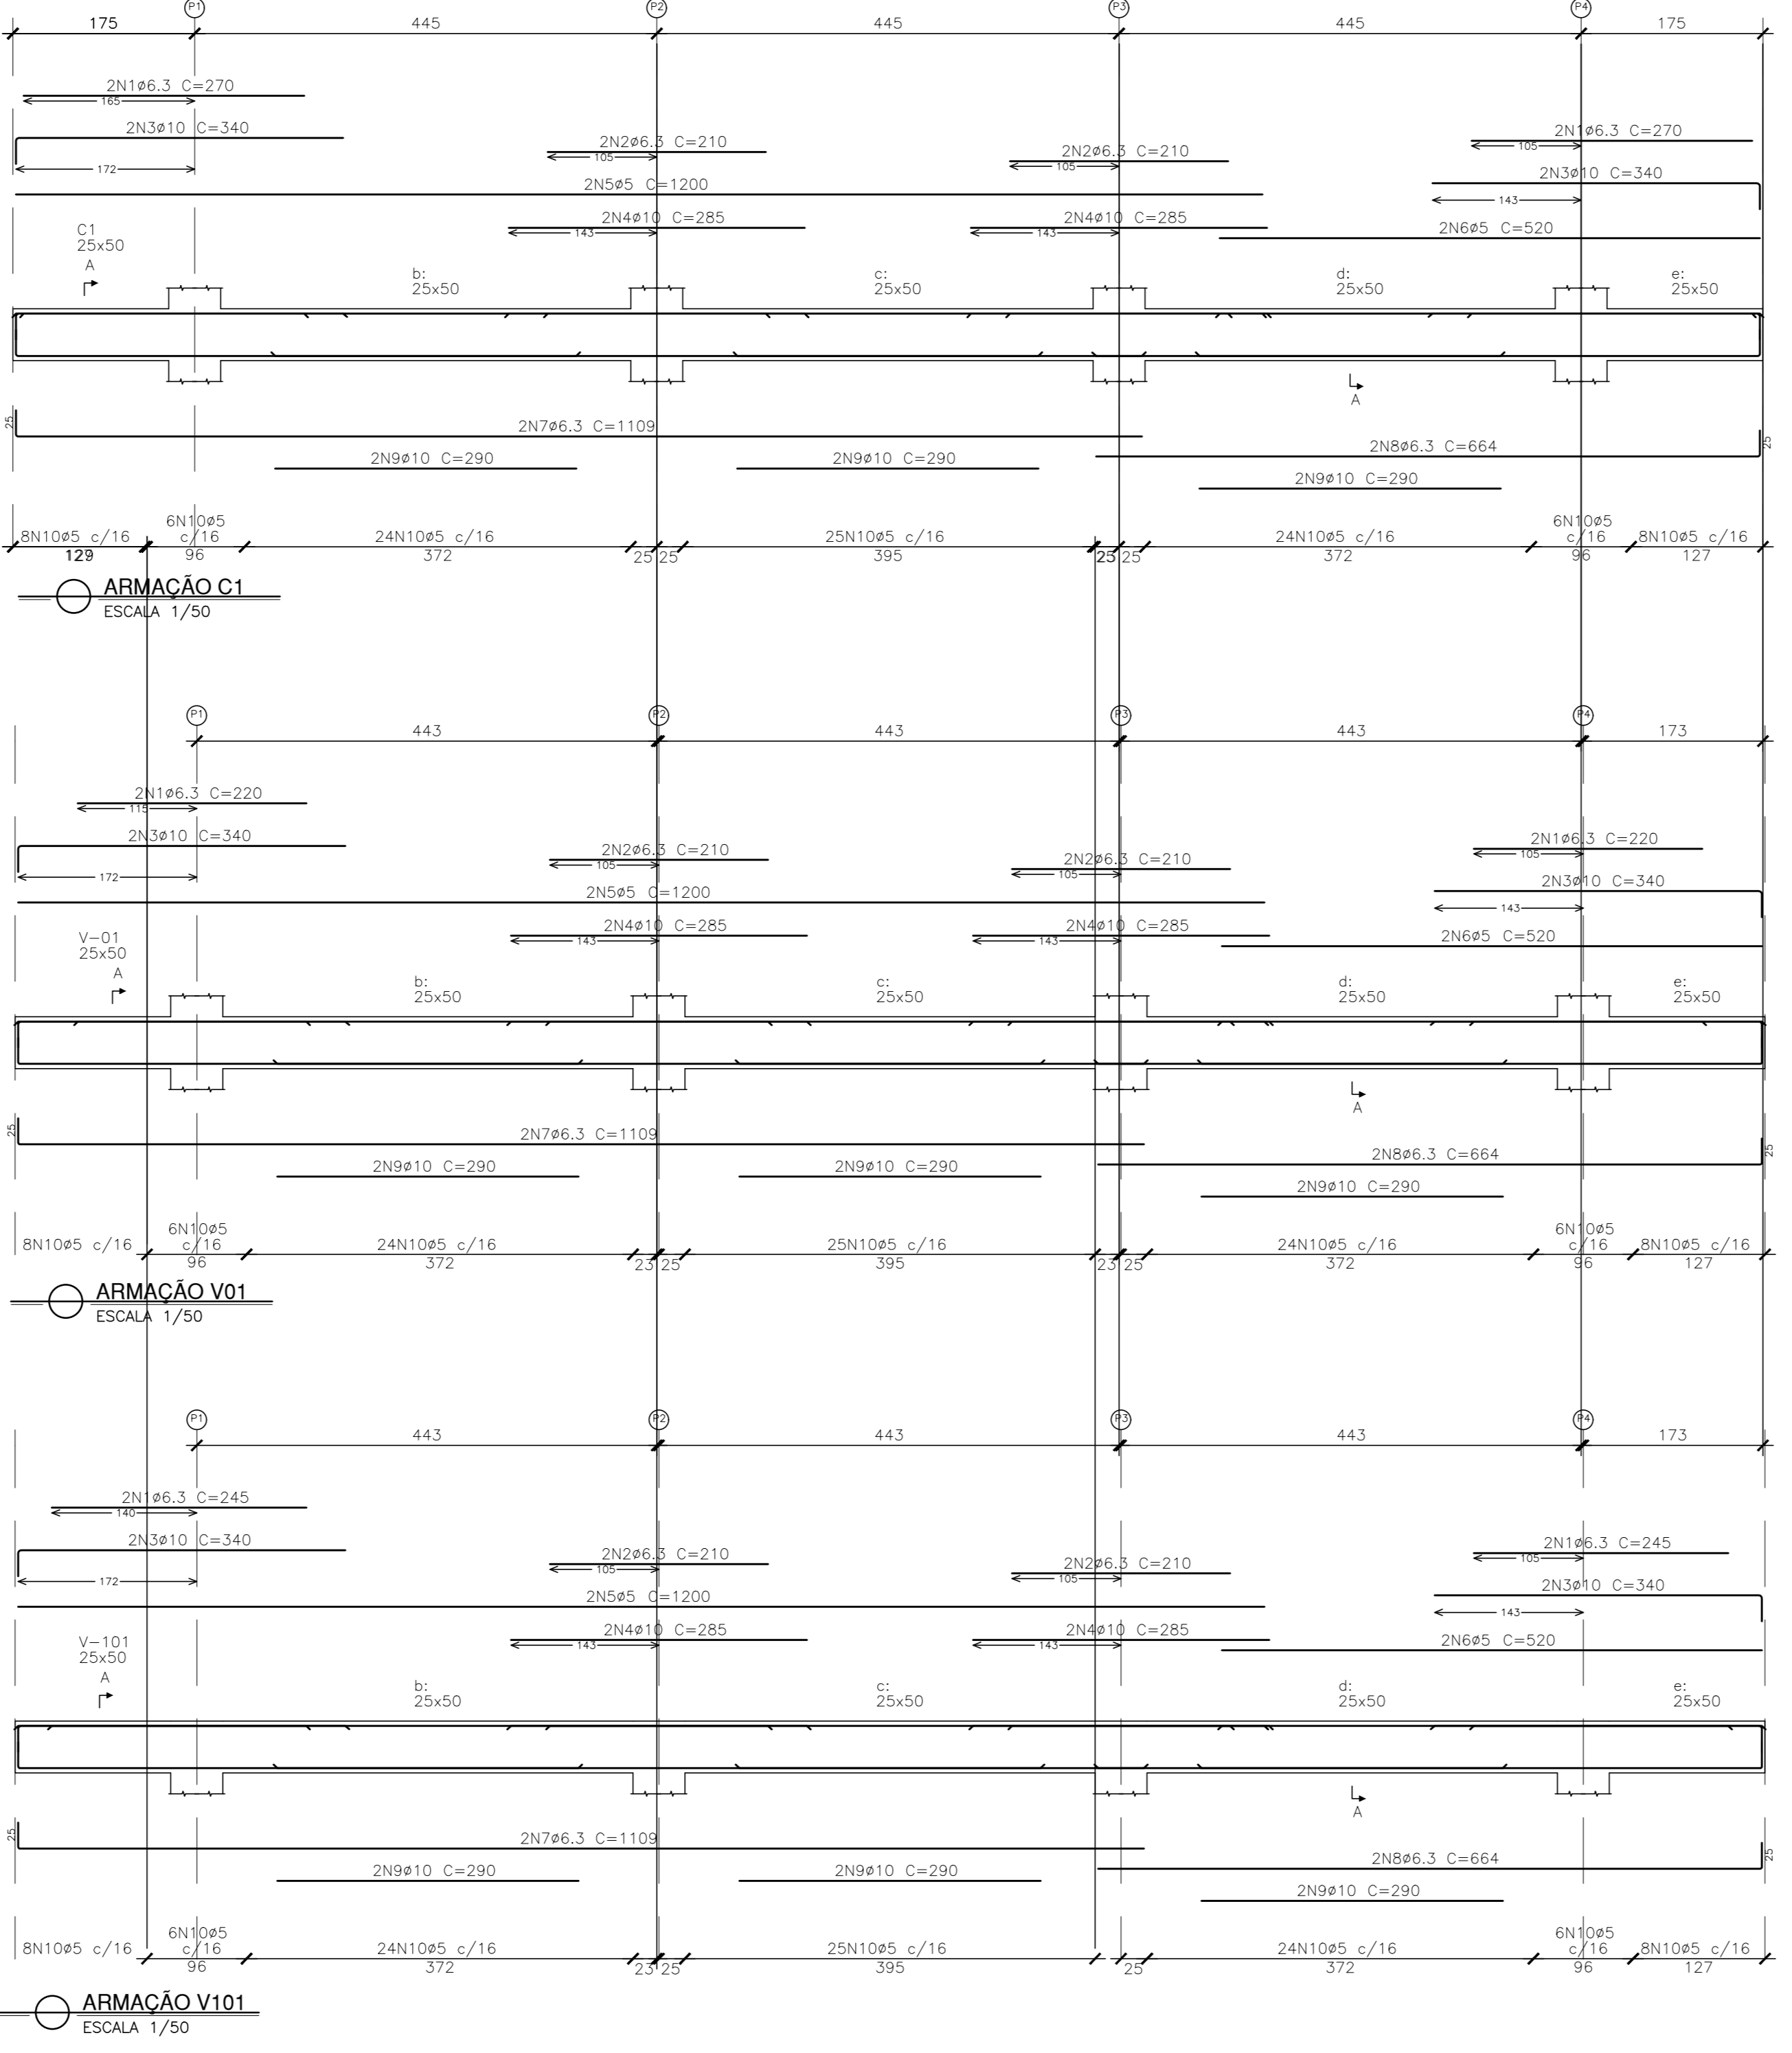 P1 P2 P3 P4
175 445 445 445 175
2N1ø6.3 C=270
165
2N3ø10 C=340
172
2N2ø6.3 C=210
105
2N2ø6.3 C=210
105
2N1ø6.3 C=270
105
2N3ø10 C=340
143
2N5ø5 C=1200
2N4ø10 C=285
143
2N4ø10 C=285
143
2N6ø5 C=520
C1
25x50
A
b:
25x50
c:
25x50
d:
25x50
e:
25x50
A
25
2N7ø6.3 C=1109
2N8ø6.3 C=664
25
2N9ø10 C=290
2N9ø10 C=290
2N9ø10 C=290
8N10ø5 c/16
6N10ø5
c/16
96
24N10ø5 c/16
372
25 25
25N10ø5 c/16
395
25
24N10ø5 c/16
372
6N10ø5
c/16
96
8N10ø5 c/16
127
ARMAÇÃO C1
ESCALA 1/50
P1 P2 P3 P4
443 443 443 173
2N1ø6.3 C=220
115
2N3ø10 C=340
172
2N2ø6.3 C=210
105
2N2ø6.3 C=210
105
2N1ø6.3 C=220
105
2N3ø10 C=340
143
2N5ø5 C=1200
2N4ø10 C=285
143
2N4ø10 C=285
143
2N6ø5 C=520
V-01
25x50
A
b:
25x50
c:
25x50
d:
25x50
e:
25x50
A
25
2N7ø6.3 C=1109
2N8ø6.3 C=664
25
2N9ø10 C=290
2N9ø10 C=290
2N9ø10 C=290
8N10ø5 c/16
6N10ø5
c/16
96
24N10ø5 c/16
372
23 25
25N10ø5 c/16
395
23 25
24N10ø5 c/16
372
6N10ø5
c/16
96
8N10ø5 c/16
127
ARMAÇÃO V01
ESCALA 1/50
P1 P2 P3 P4
443 443 443 173
2N1ø6.3 C=245
140
2N3ø10 C=340
172
2N2ø6.3 C=210
105
2N2ø6.3 C=210
105
2N1ø6.3 C=245
105
2N3ø10 C=340
143
2N5ø5 C=1200
2N4ø10 C=285
143
2N4ø10 C=285
143
2N6ø5 C=520
V-101
25x50
A
b:
25x50
c:
25x50
d:
25x50
e:
25x50
A
25
2N7ø6.3 C=1109
2N8ø6.3 C=664
25
2N9ø10 C=290
2N9ø10 C=290
2N9ø10 C=290
8N10ø5 c/16
6N10ø5
c/16
96
24N10ø5 c/16
372
23 25
25N10ø5 c/16
395
25
24N10ø5 c/16
372
6N10ø5
c/16
96
8N10ø5 c/16
127
ARMAÇÃO V101
ESCALA 1/50